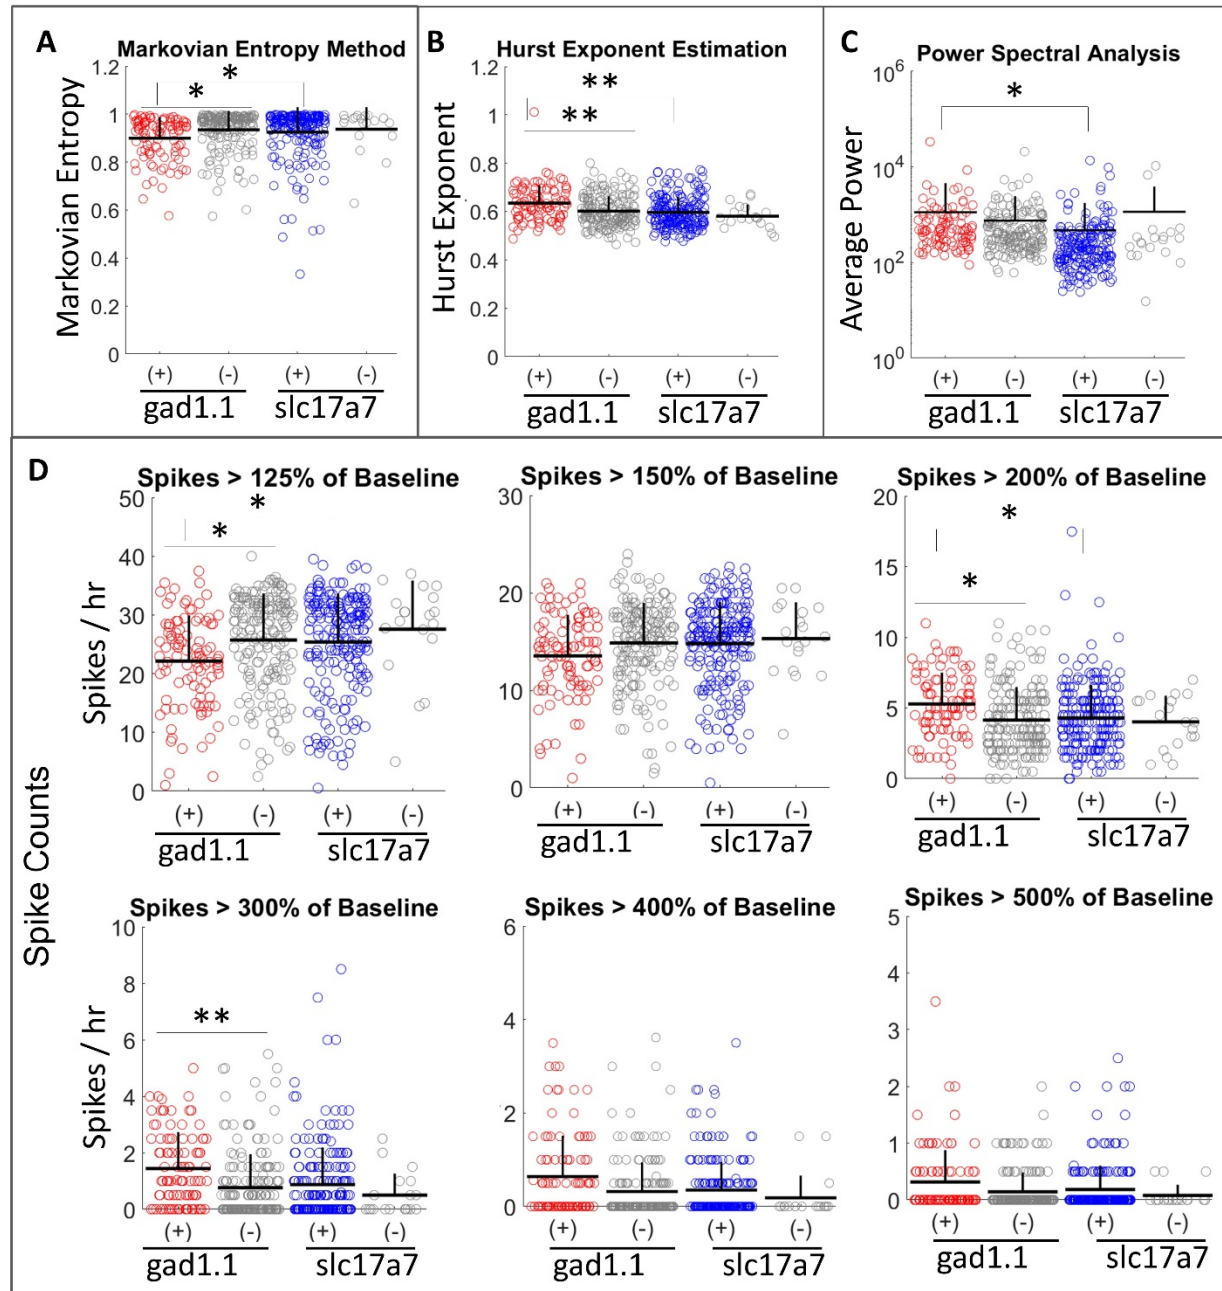 A
Markovian Entropy Method
Markovian Entropy
1.2
1
0.8
0.6
0.4
0.2
0
*
*
(+) (-) (+) (-)
gad1.1 slc17a7
B
Hurst Exponent Estimation
Hurst Exponent
1.2
1
0.8
0.6
0.4
0.2
0
**
**
(+) (-) (+) (-)
gad1.1 slc17a7
C
Power Spectral Analysis
Average Power
10^6
10^4
10^2
10^0
*
(+) (-) (+) (-)
gad1.1 slc17a7
D
Spike Counts
Spikes > 125% of Baseline
Spikes / hr
50
40
30
20
10
0
*
*
(+) (-) (+) (-)
gad1.1 slc17a7
Spikes > 150% of Baseline
30
20
10
0
(+) (-) (+) (-)
gad1.1 slc17a7
Spikes > 200% of Baseline
20
15
10
5
0
*
*
(+) (-) (+) (-)
gad1.1 slc17a7
Spikes > 300% of Baseline
Spikes / hr
10
8
6
4
2
0
**
(+) (-) (+) (-)
gad1.1 slc17a7
Spikes > 400% of Baseline
6
4
2
0
(+) (-) (+) (-)
gad1.1 slc17a7
Spikes > 500% of Baseline
5
4
3
2
1
0
(+) (-) (+) (-)
gad1.1 slc17a7